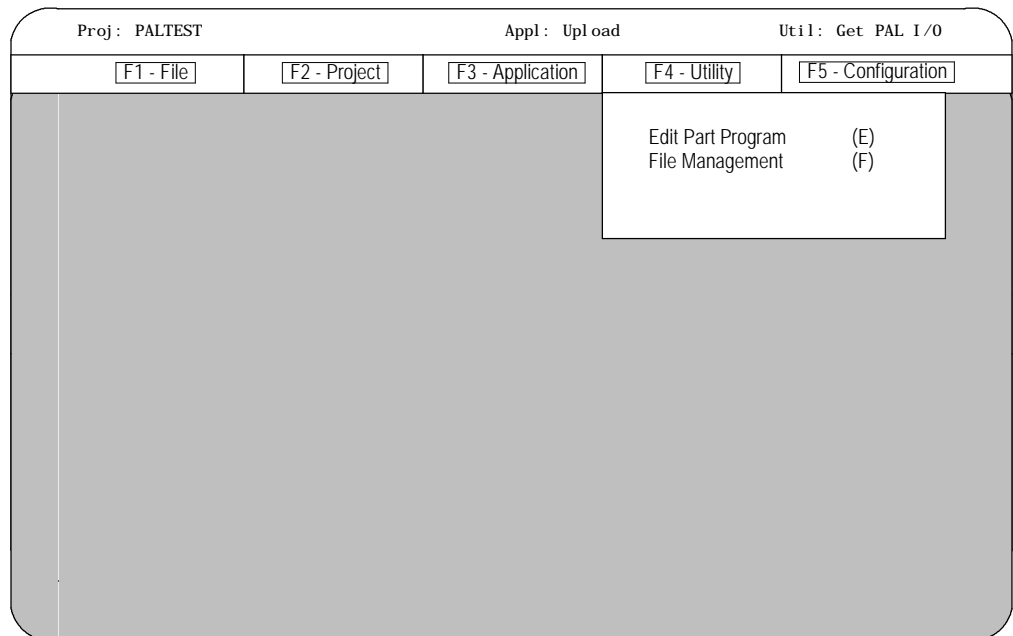 Proj: PALTEST Appl: Upload Util: Get PAL I/O
F1 - File F2 - Project F3 - Application F4 - Utility F5 - Configuration
Edit Part Program (E)
File Management (F)